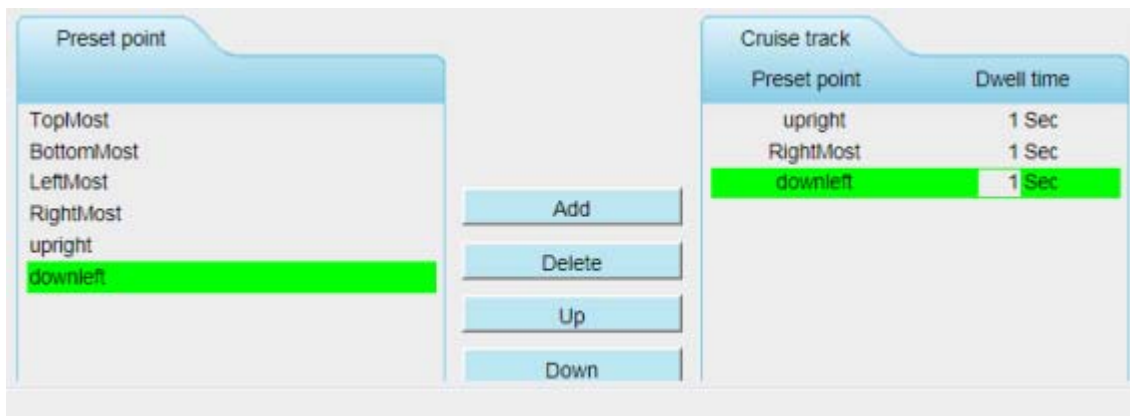 Preset point
TopMost
BottomMost
LeftMost
RightMost
upright
downleft
Add
Delete
Up
Down
Cruise track
Preset point Dwell time
upright 1 Sec
RightMost 1 Sec
downleft 1 Sec